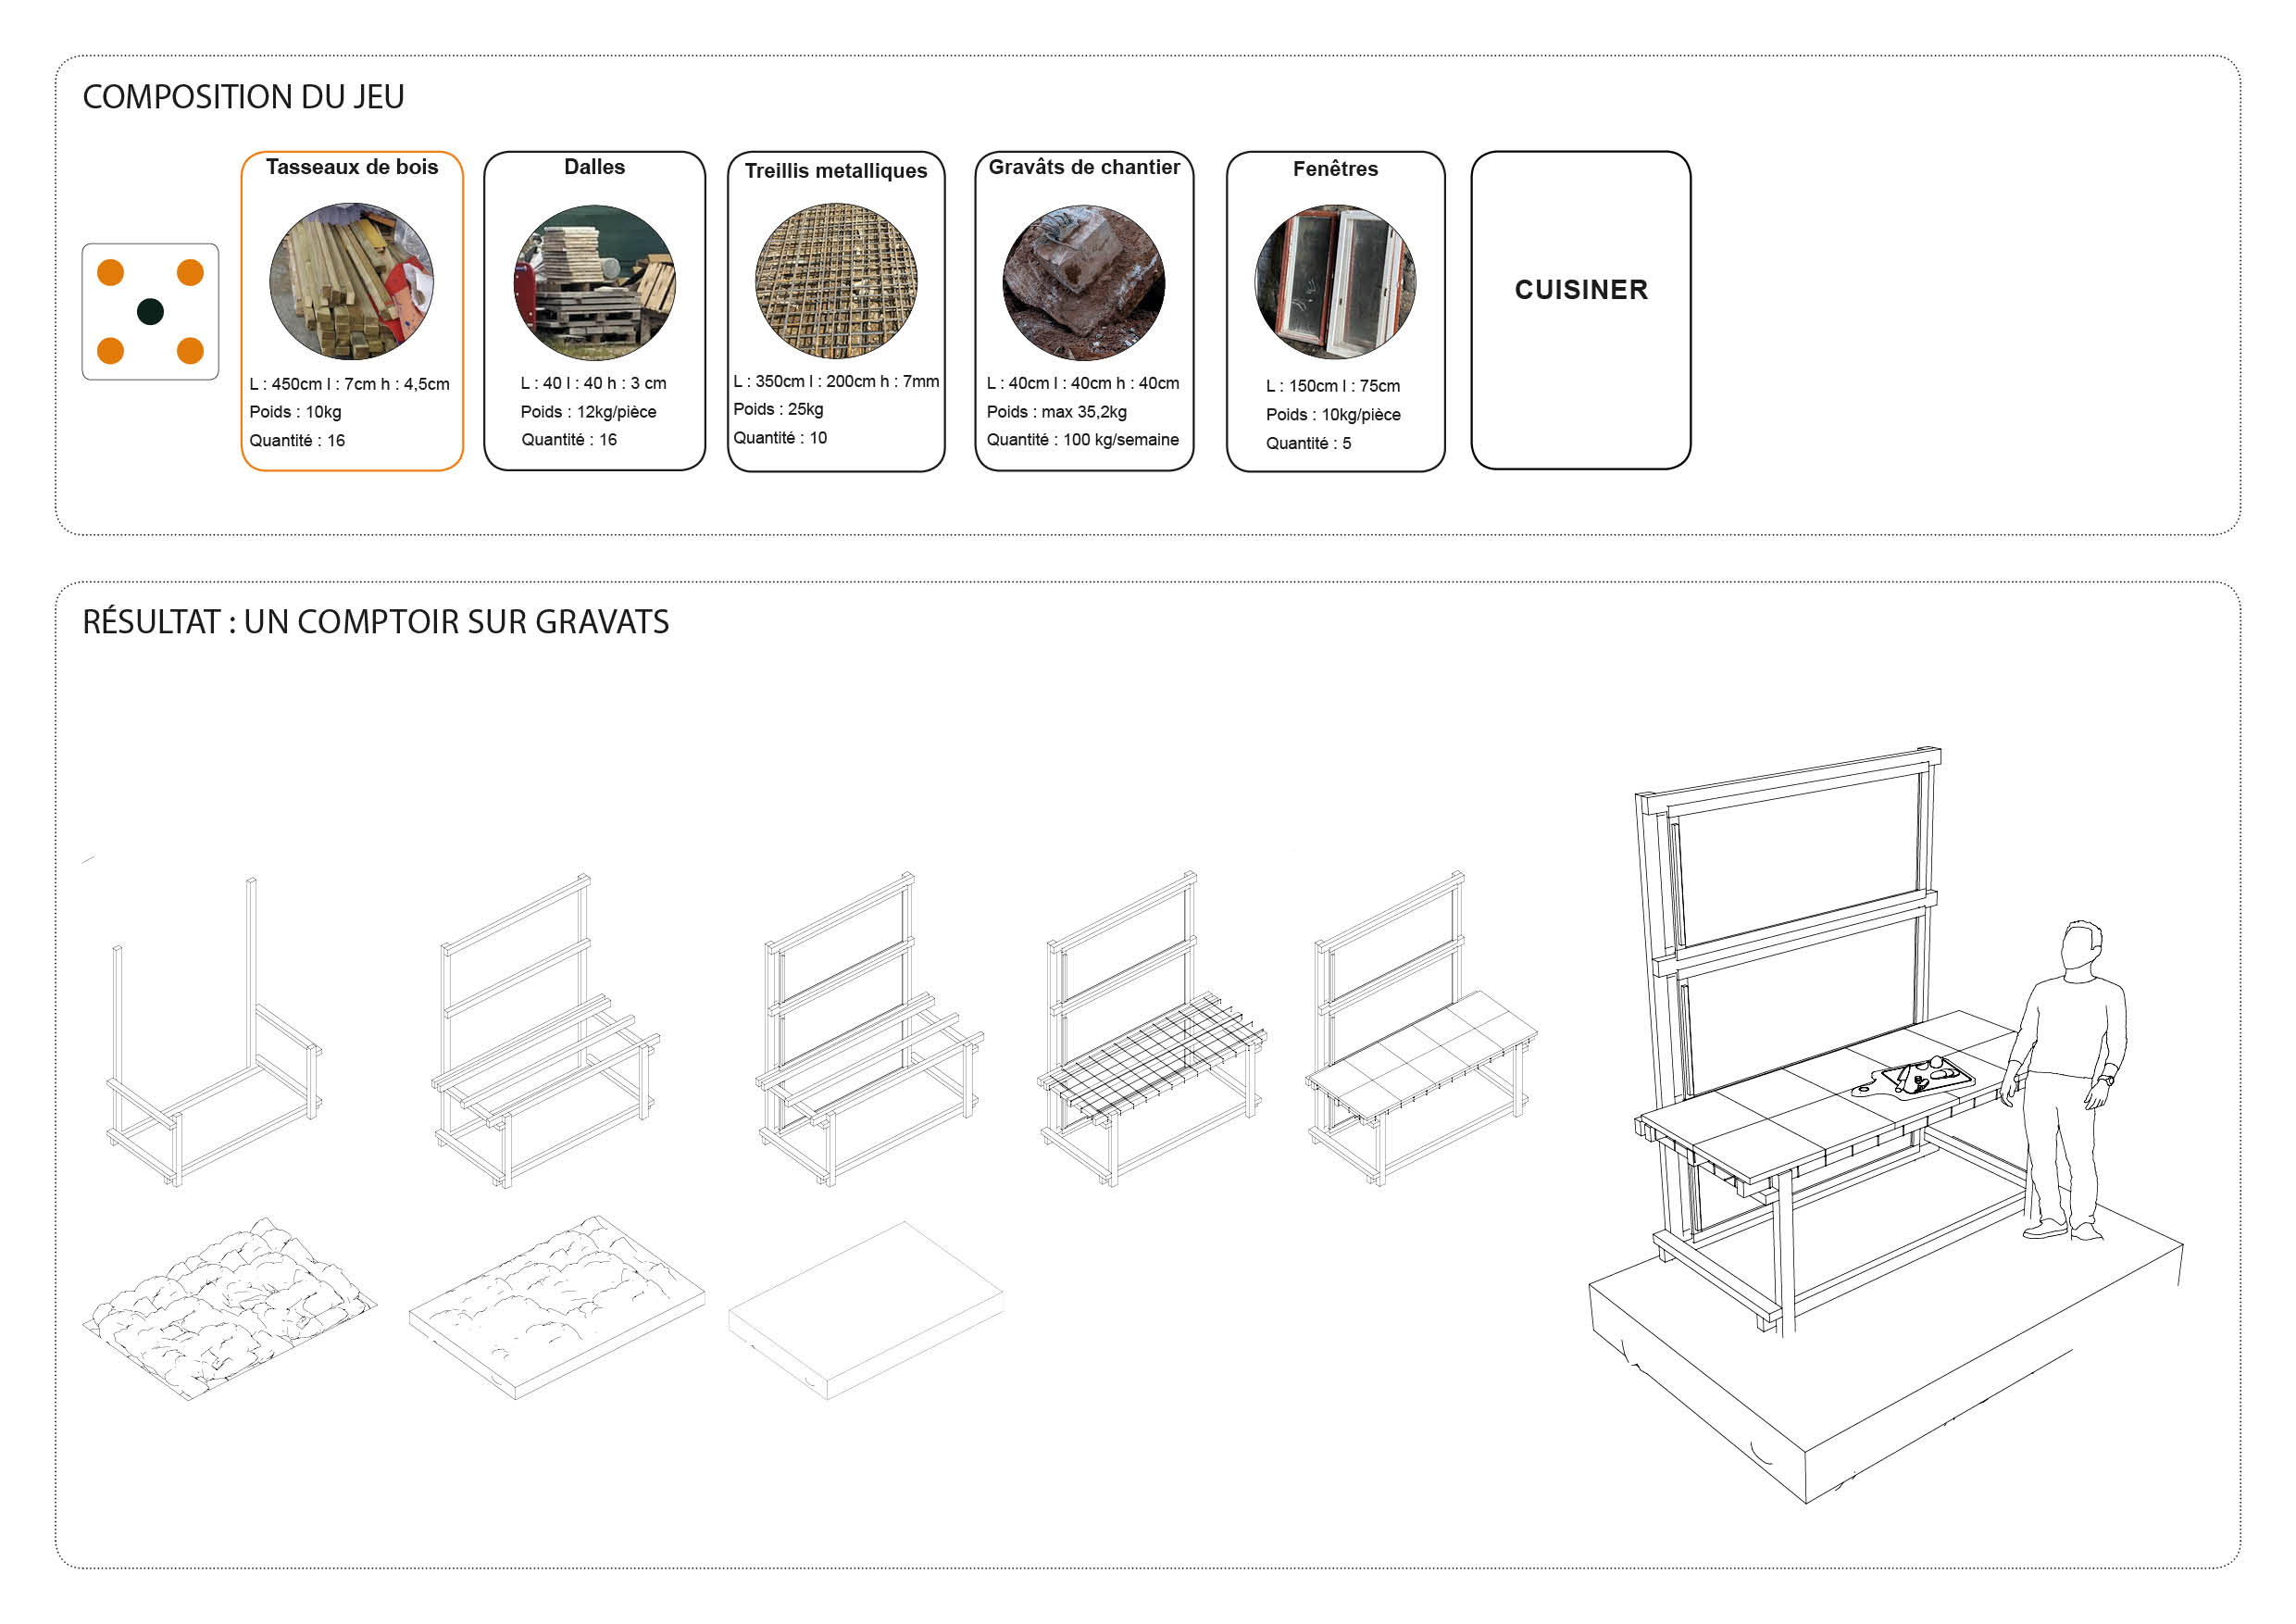 COMPOSITION DU JEU
Tasseaux de bois
L : 450cm l : 7cm h : 4,5cm
Poids : 10kg
Quantité : 16
Dalles
L : 40 l : 40 h : 3 cm
Poids : 12kg/pièce
Quantité : 16
Treillis metalliques
L : 350cm l : 200cm h : 7mm
Poids : 25kg
Quantité : 10
Gravâts de chantier
L : 40cm l : 40cm h : 40cm
Poids : max 35,2kg
Quantité : 100 kg/semaine
Fenêtres
L : 150cm l : 75cm
Poids : 10kg/pièce
Quantité : 5
CUISINER
RÉSULTAT : UN COMPTOIR SUR GRAVATS